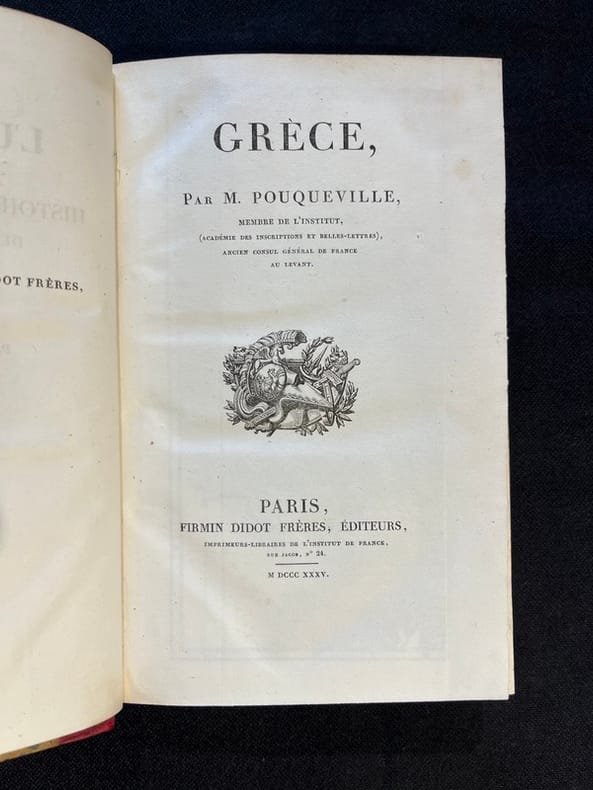 DOT FRÈRES,
GRÈCE,
PAR M. POUQUEVILLE,
MEMBRE DE L'INSTITUT,
(ACADÉMIE DES INSCRIPTIONS ET BELLES-LETTRES),
ANCIEN CONSUL GÉNÉRAL DE FRANCE
AU LEVANT.
PARIS,
FIRMIN DIDOT FRÈRES, ÉDITEURS,
IMPRIMEURS-LIBRAIRES DE L'INSTITUT DE FRANCE,
RUE JACOB, N° 24.
M DCCC XXXV.